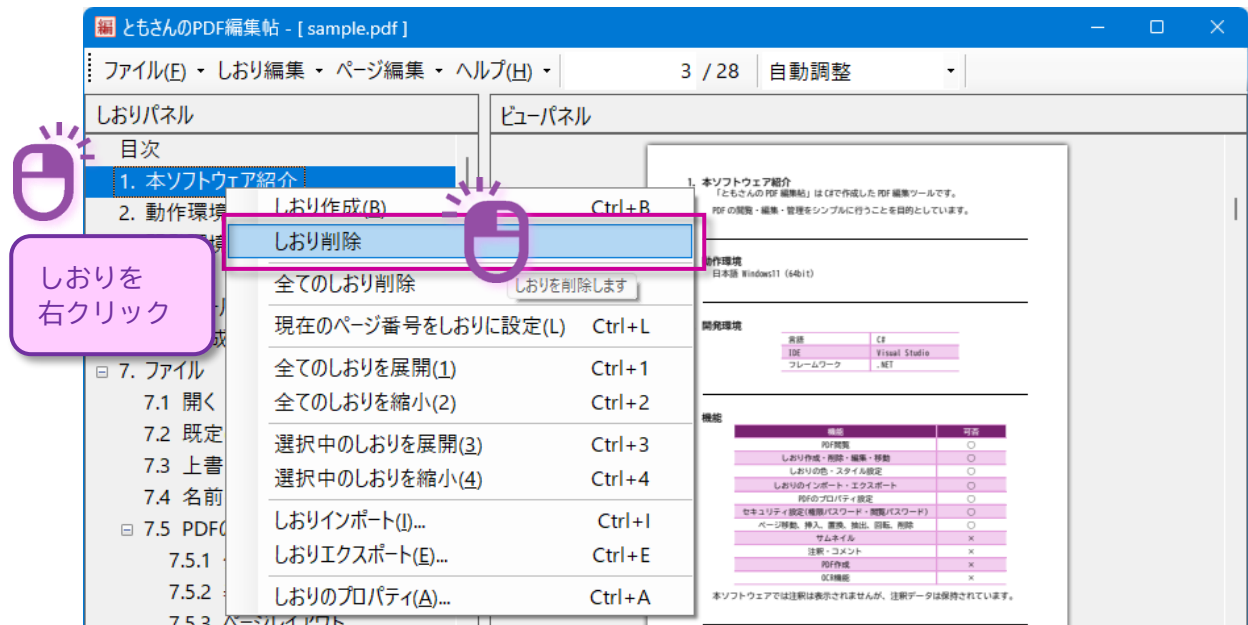 編 ともさんのPDF編集帖 - [ sample.pdf ]
ファイル(F) しおり編集 ページ編集 ヘルプ(H) 3 / 28 自動調整
しおりパネル
目次
1. 本ソフトウェア紹介
2. 動作環境
7. ファイル
7.1 開く
7.2 既定
7.3 上書
7.4 名前
7.5 PDF
7.5.1
7.5.2
7.5.3 ページレイアウト
しおりを
右クリック
しおり作成(B) Ctrl+B
しおり削除
全てのしおり削除
しおりを削除します
現在のページ番号をしおりに設定(L) Ctrl+L
全てのしおりを展開(1) Ctrl+1
全てのしおりを縮小(2) Ctrl+2
選択中のしおりを展開(3) Ctrl+3
選択中のしおりを縮小(4) Ctrl+4
しおりインポート(I)... Ctrl+I
しおりエクスポート(E)... Ctrl+E
しおりのプロパティ(A)... Ctrl+A
ビューパネル
1. 本ソフトウェア紹介
「ともさんの PDF 編集帖」は C#で作成した PDF 編集ツールです。
PDF の閲覧・編集・管理をシンプルに行うことを目的としています。
動作環境
日本語 Windows11 (64bit)
開発環境
言語 C#
IDE Visual Studio
フレームワーク .NET
機能
機能 可否
PDF閲覧 ○
しおり作成・削除・編集・移動 ○
しおりの色・スタイル設定 ○
しおりのインポート・エクスポート ○
PDFのプロパティ設定 ○
セキュリティ設定(権限パスワード・閲覧パスワード) ○
ページ移動、挿入、置換、抽出、回転、削除 ○
サムネイル ×
注釈・コメント ×
PDF作成 ×
OCR機能 ×
本ソフトウェアでは注釈は表示されませんが、注釈データは保持されています。